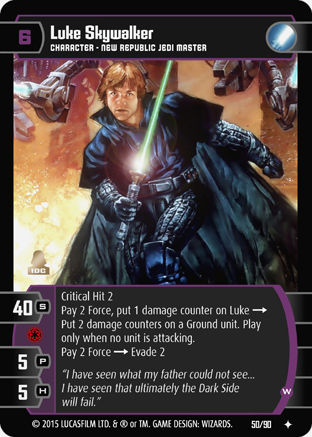 6
Luke Skywalker
CHARACTER - NEW REPUBLIC JEDI MASTER
IDC
40 S
5 P
5 H
Critical Hit 2
Pay 2 Force, put 1 damage counter on Luke →
Put 2 damage counters on a Ground unit. Play
only when no unit is attacking.
Pay 2 Force → Evade 2
"I have seen what my father could not see...
I have seen that ultimately the Dark Side
will fail."
W
© 2015 LUCASFILM LTD. & ® or TM. GAME DESIGN: WIZARDS.
50/90